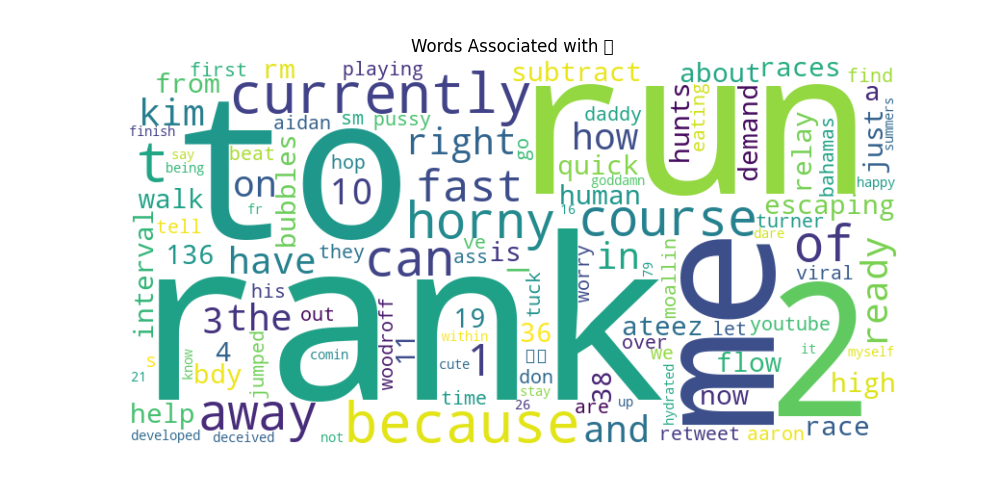 Words Associated with
first
rm
playing
subtract
about
races
find
from
currently
run
a
kim
daddy
hunts
eating
demand
relay
bahamas
just
summers
finish
to
aidan
sm
pussy
right
go
how
t
say
being
beat
bubbles
hop
10
fast
quick
goddamn
human
happy
walk
on
fr
horny
16
course
turner
escaping
tell
interval
136
have
they
can
ve
ass
is
l
in
worry
dare
of
viral
79
moallin
me
ready
rank
his
3
the
out
woodroff
11
19
tuck
36
ateez
let
youtube
over
2
4
jumped
comin
within
1
cute
don
we
flow
it
myself
s
know
bdy
21
time
stay
38
hydrated
now
high
help
away
because
26
are
up
and
retweet
aaron
race
developed
deceived
not